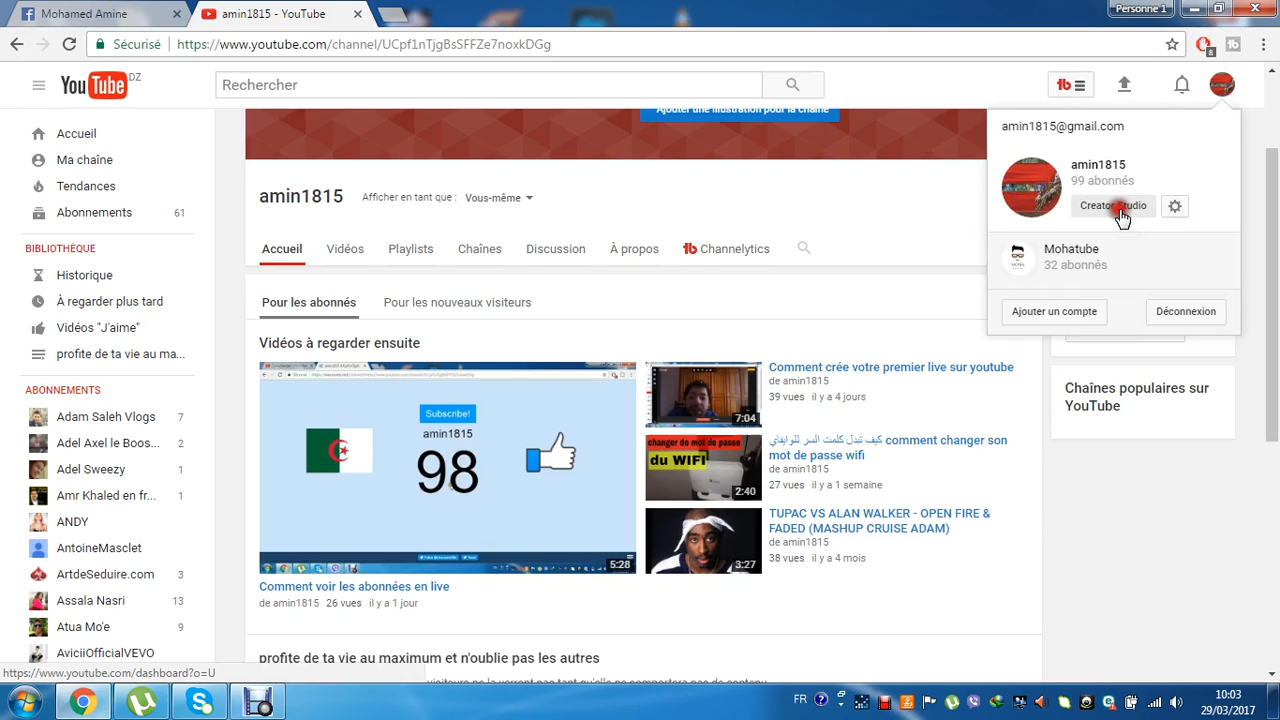 Mohamed Amine
amin1815 - YouTube
Personne 1
Sécurisé
https://www.youtube.com/channel/UCpf1nTjgBsSFFZe7noxkDGg
8
YouTube DZ
Rechercher
Ajouter une illustration pour la chaîne
amin1815@gmail.com
amin1815
99 abonnés
Creator Studio
Mohatube
32 abonnés
Ajouter un compte
Déconnexion
Accueil
Ma chaîne
Tendances
Abonnements 61
BIBLIOTHÈQUE
Historique
À regarder plus tard
Vidéos "J'aime"
profite de ta vie au ma...
ABONNEMENTS
Adam Saleh Vlogs 7
Adel Axel le Boos... 2
Adel Sweezy 1
Amr Khaled en fr... 1
ANDY
AntoineMasclet
ArtdeSeduire.com 3
Assala Nasri 13
Atua Mo'e 9
AviciiOfficialVEVO
amin1815
Afficher en tant que : Vous-même
Accueil
Vidéos
Playlists
Chaînes
Discussion
À propos
Channelytics
Pour les abonnés
Pour les nouveaux visiteurs
Vidéos à regarder ensuite
Subscribe!
amin1815
98
5:28
Comment voir les abonnées en live
de amin1815 26 vues il y a 1 jour
7:04
Comment crée votre premier live sur youtube
de amin1815
39 vues il y a 4 jours
changer de mot de passe
du WIFI
2:40
كيف تبدل كلمت السر للوايفاي comment changer son
mot de passe wifi
de amin1815
27 vues il y a 1 semaine
3:27
TUPAC VS ALAN WALKER - OPEN FIRE &
FADED (MASHUP CRUISE ADAM)
de amin1815
38 vues il y a 4 mois
Chaînes populaires sur
YouTube
profite de ta vie au maximum et n'oublie pas les autres
https://www.youtube.com/dashboard?o=U
FR
10:03
29/03/2017